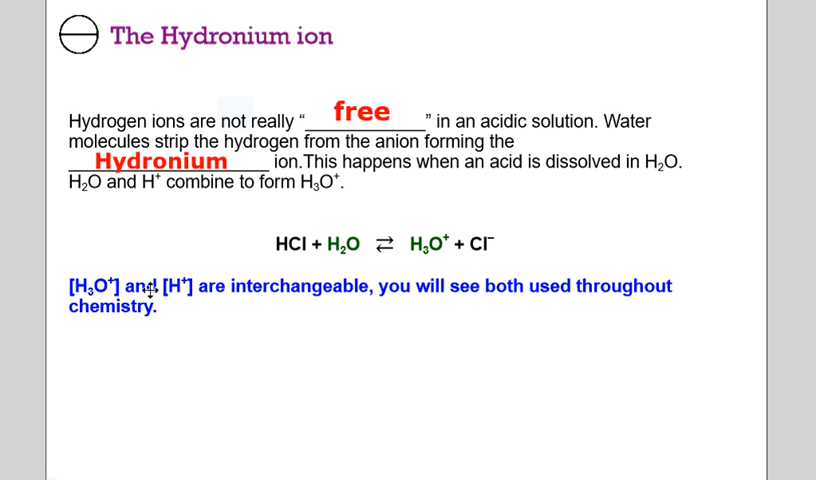 The Hydronium ion
Hydrogen ions are not really “ free ” in an acidic solution. Water
molecules strip the hydrogen from the anion forming the
Hydronium ion.This happens when an acid is dissolved in H₂O.
H₂O and H⁺ combine to form H₃O⁺.
HCl + H₂O ⇄ H₃O⁺ + Cl⁻
[H₃O⁺] and [H⁺] are interchangeable, you will see both used throughout
chemistry.